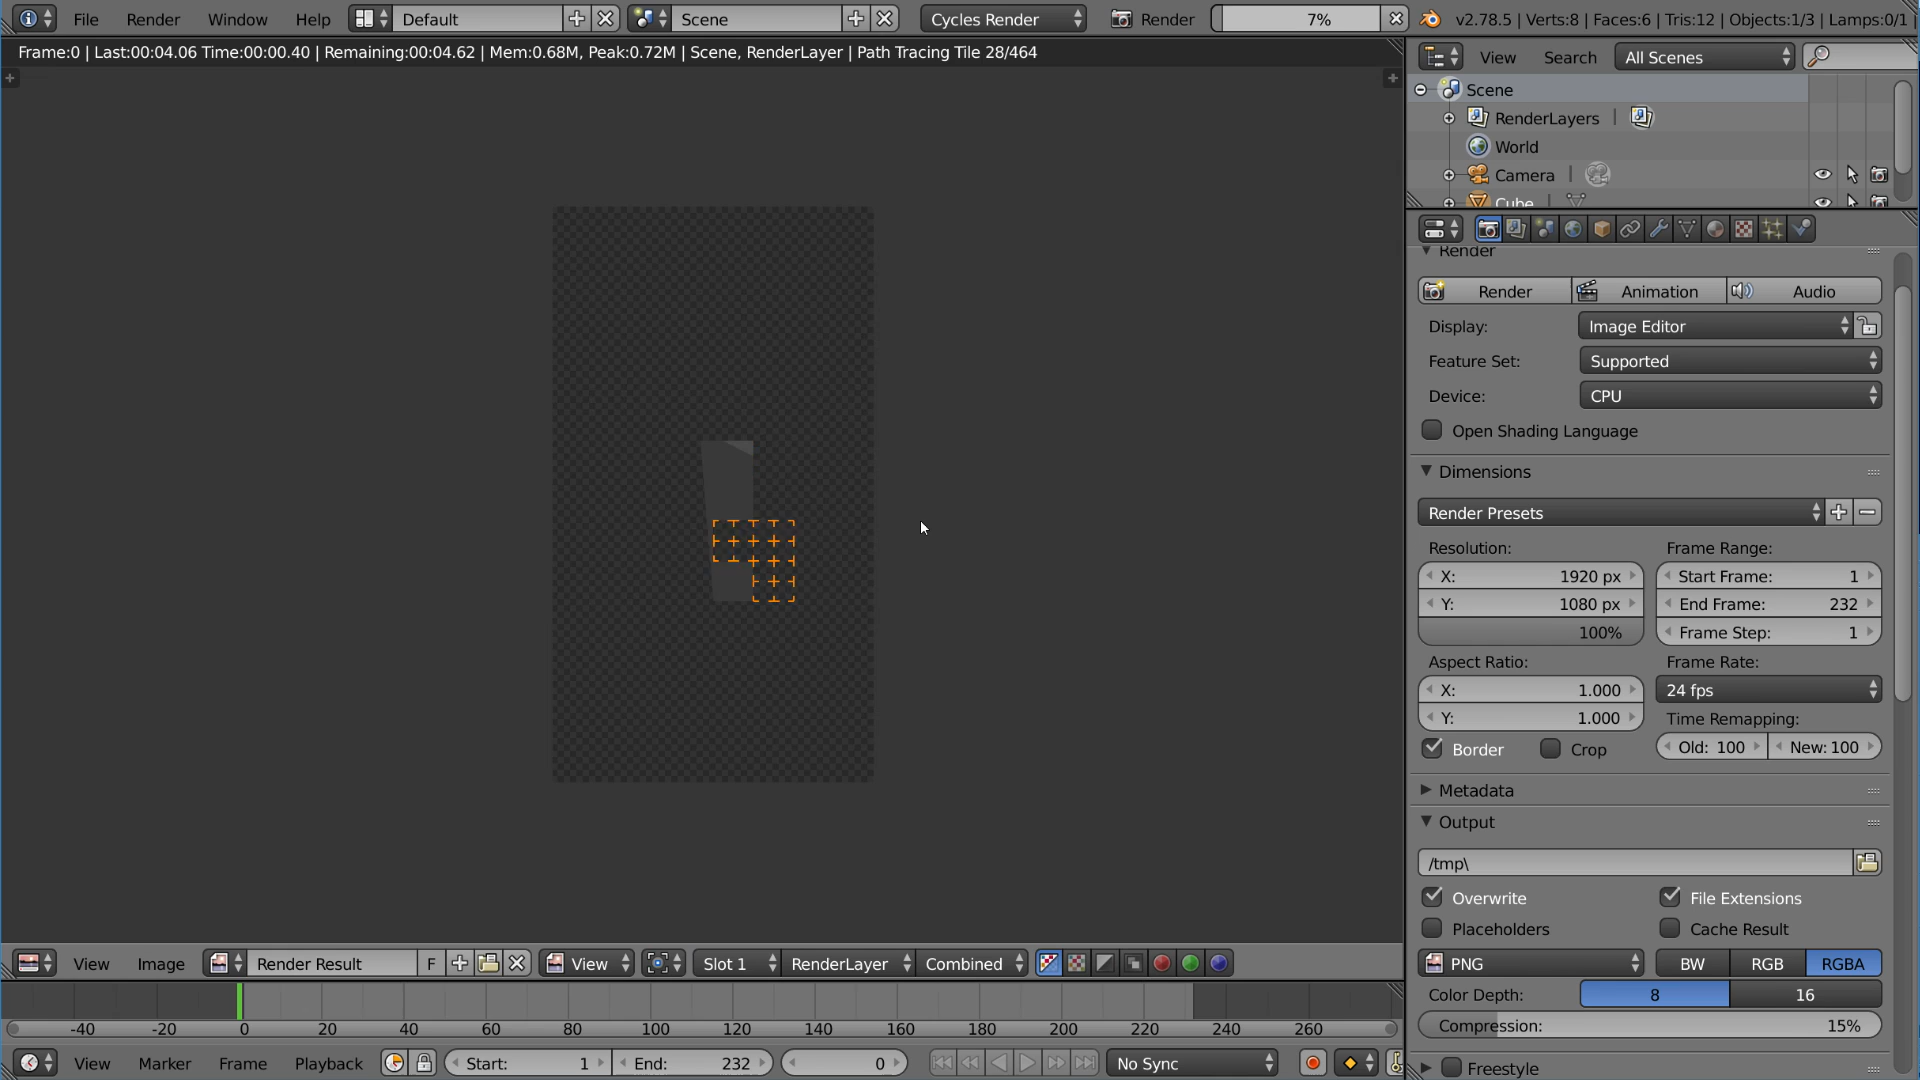 File Render Window Help Default Scene Cycles Render Render 7% v2.78.5 | Verts:8 | Faces:6 | Tris:12 | Objects:1/3 | Lamps:0/1 |
Frame:0 | Last:00:04.06 Time:00:00.40 | Remaining:00:04.62 | Mem:0.68M, Peak:0.72M | Scene, RenderLayer | Path Tracing Tile 28/464
View Search All Scenes
Scene
RenderLayers
World
Camera
Cube
Render
Render Animation Audio
Display: Image Editor
Feature Set: Supported
Device: CPU
Open Shading Language
Dimensions
Render Presets
Resolution: Frame Range:
X: 1920 px Start Frame: 1
Y: 1080 px End Frame: 232
100% Frame Step: 1
Aspect Ratio: Frame Rate:
X: 1.000 24 fps
Y: 1.000 Time Remapping:
Border Crop Old: 100 New: 100
Metadata
Output
/tmp\
Overwrite File Extensions
Placeholders Cache Result
PNG BW RGB RGBA
Color Depth: 8 16
Compression: 15%
Freestyle
View Image Render Result F View Slot 1 RenderLayer Combined
-40 -20 0 20 40 60 80 100 120 140 160 180 200 220 240 260
View Marker Frame Playback Start: 1 End: 232 0 No Sync